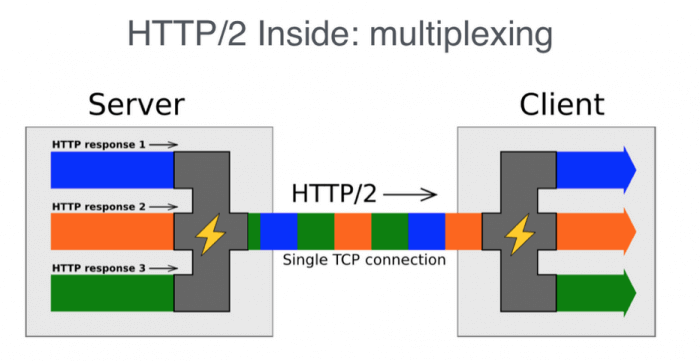 HTTP/2 Inside: multiplexing
Server
Client
HTTP response 1
HTTP response 2
HTTP response 3
HTTP/2
Single TCP connection